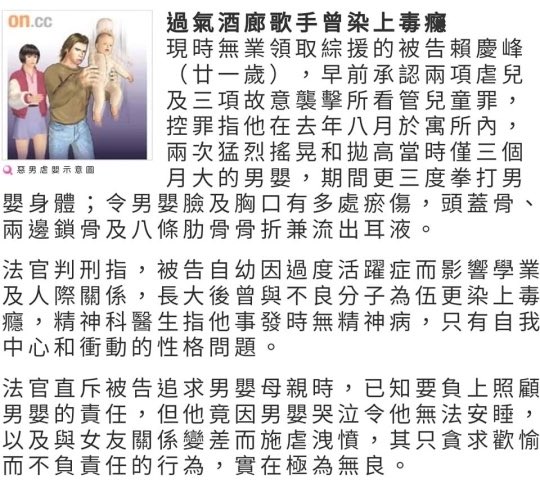 on.cc
惡男虐嬰示意圖
過氣酒廊歌手曾染上毒癮
現時無業領取綜援的被告賴慶峰
（廿一歲），早前承認兩項虐兒
及三項故意襲擊所看管兒童罪，
控罪指他在去年八月於寓所內，
兩次猛烈搖晃和拋高當時僅三個
月大的男嬰，期間更三度拳打男
嬰身體；令男嬰臉及胸口有多處瘀傷，頭蓋骨、
兩邊鎖骨及八條肋骨骨折兼流出耳液。
法官判刑指，被告自幼因過度活躍症而影響學業
及人際關係，長大後曾與不良分子為伍更染上毒
癮，精神科醫生指他事發時無精神病，只有自我
中心和衝動的性格問題。
法官直斥被告追求男嬰母親時，已知要負上照顧
男嬰的責任，但他竟因男嬰哭泣令他無法安睡，
以及與女友關係變差而施虐洩憤，其只貪求歡愉
而不負責任的行為，實在極為無良。